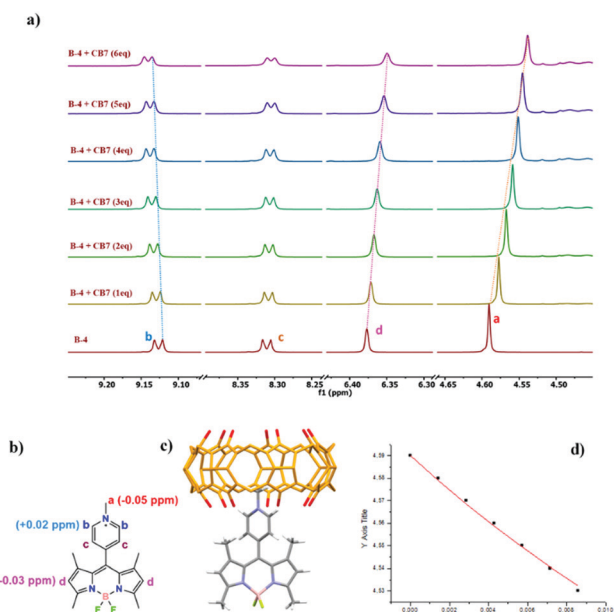 a)
B-4 + CB7 (6eq)
B-4 + CB7 (5eq)
B-4 + CB7 (4eq)
B-4 + CB7 (3eq)
B-4 + CB7 (2eq)
B-4 + CB7 (1eq)
B-4
b
c
d
a
9.20 9.15 9.10 8.35 8.30 6.40 6.35 6.30 4.65 4.60 4.55 4.50
f1 (ppm)
b)
a (-0.05 ppm)
N
+
(+0.02 ppm) b b
c c
d d
-0.03 ppm)
N N
B
F F
c)
d)
4.59
4.58
4.57
4.56
4.55
4.54
4.53
Y Axis Title
0.000 0.002 0.004 0.006 0.008 0.010